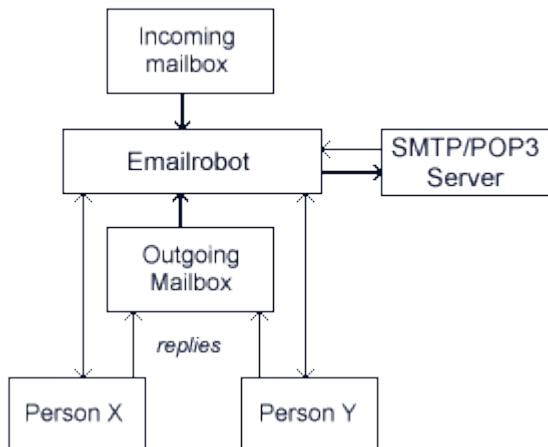 Incoming
mailbox
Emailrobot
SMTP/POP3
Server
Outgoing
Mailbox
replies
Person X
Person Y